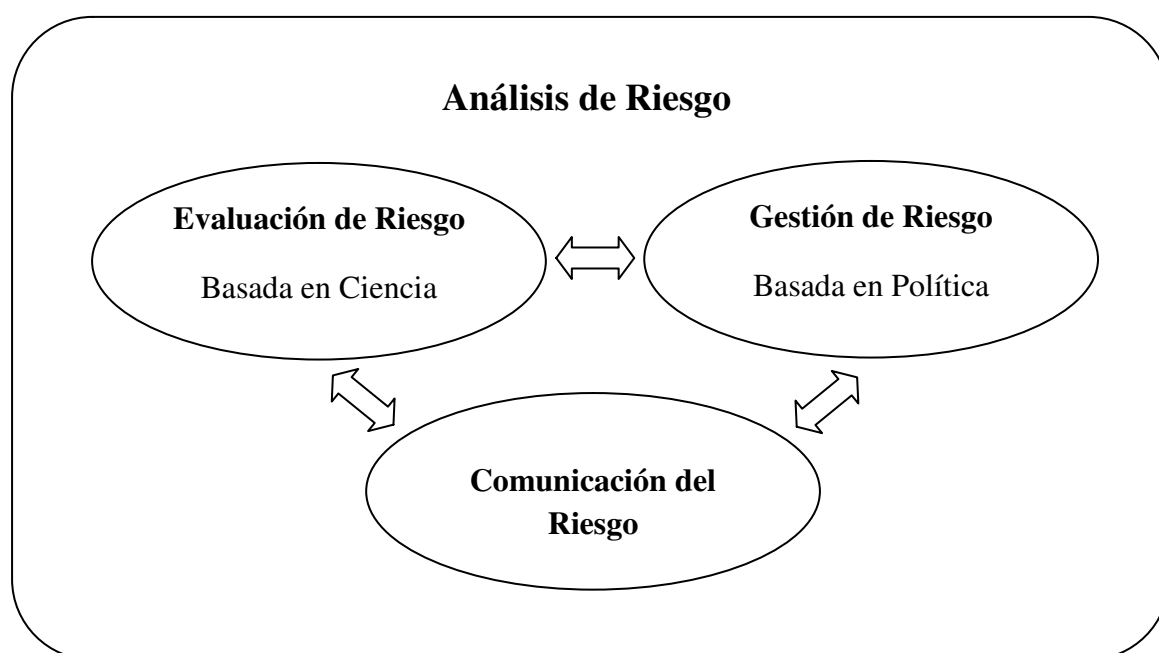 Análisis de Riesgo
Evaluación de Riesgo
Basada en Ciencia
Gestión de Riesgo
Basada en Política
Comunicación del
Riesgo